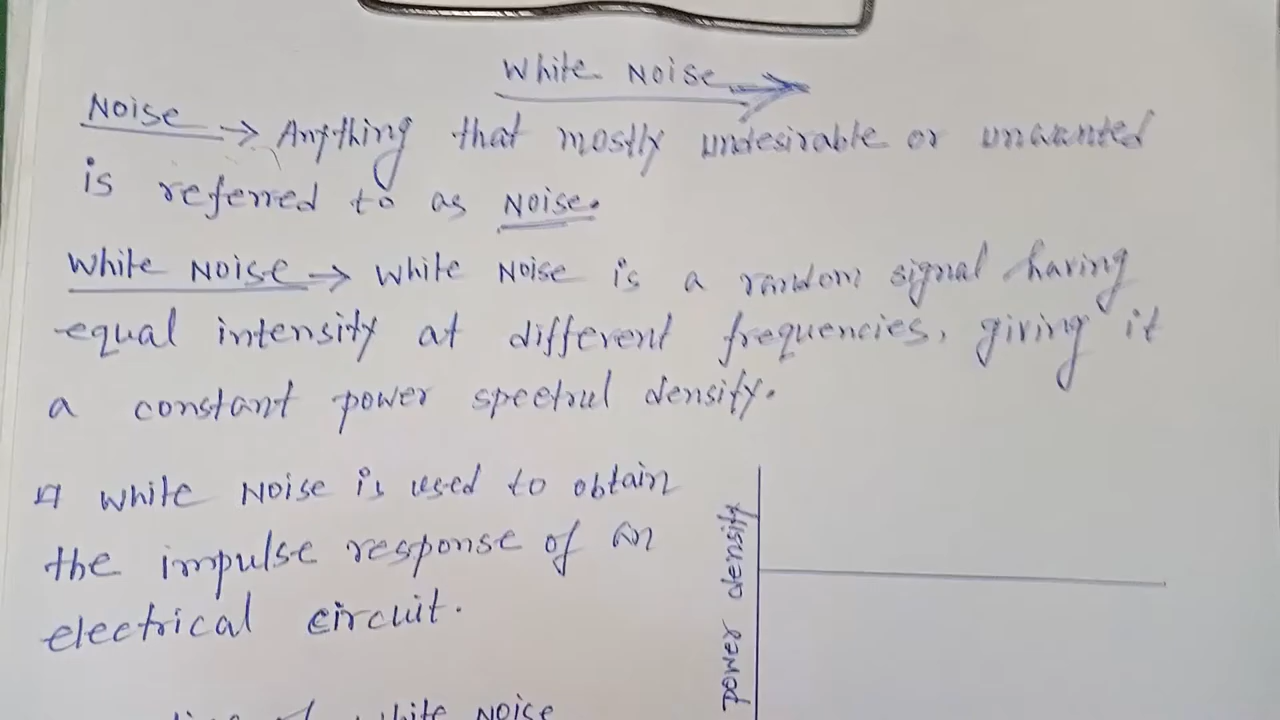 White Noise
Noise → Anything that mostly undesirable or unwanted
is referred to as Noise.
White Noise → White Noise is a random signal having
equal intensity at different frequencies, giving it
a constant power spectrul density.
White Noise is used to obtain
the impulse response of an
electrical circuit.
power density
of white Noise